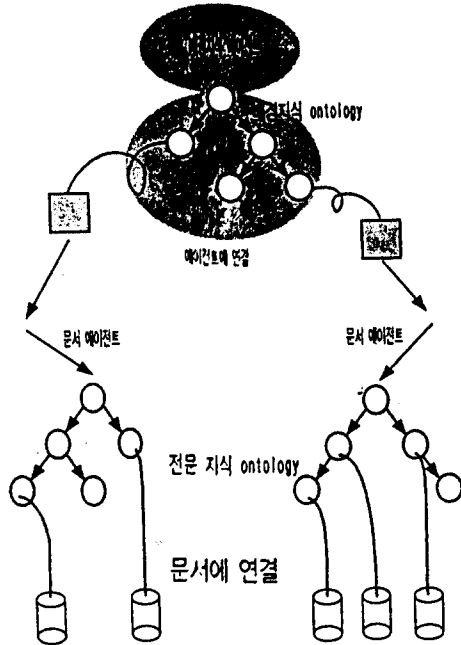 ontology
에이전트에 연결
문서 에이전트
문서 에이전트
전문 지식 ontology
문서에 연결